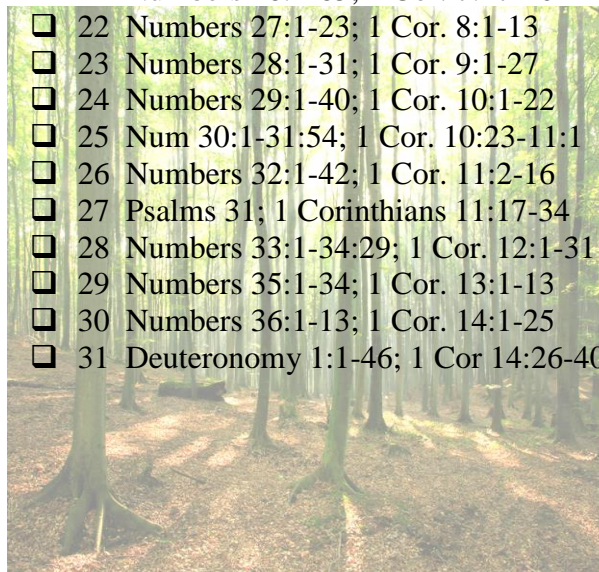 22 Numbers 27:1-23; 1 Cor. 8:1-13
23 Numbers 28:1-31; 1 Cor. 9:1-27
24 Numbers 29:1-40; 1 Cor. 10:1-22
25 Num 30:1-31:54; 1 Cor. 10:23-11:1
26 Numbers 32:1-42; 1 Cor. 11:2-16
27 Psalms 31; 1 Corinthians 11:17-34
28 Numbers 33:1-34:29; 1 Cor. 12:1-31
29 Numbers 35:1-34; 1 Cor. 13:1-13
30 Numbers 36:1-13; 1 Cor. 14:1-25
31 Deuteronomy 1:1-46; 1 Cor 14:26-40